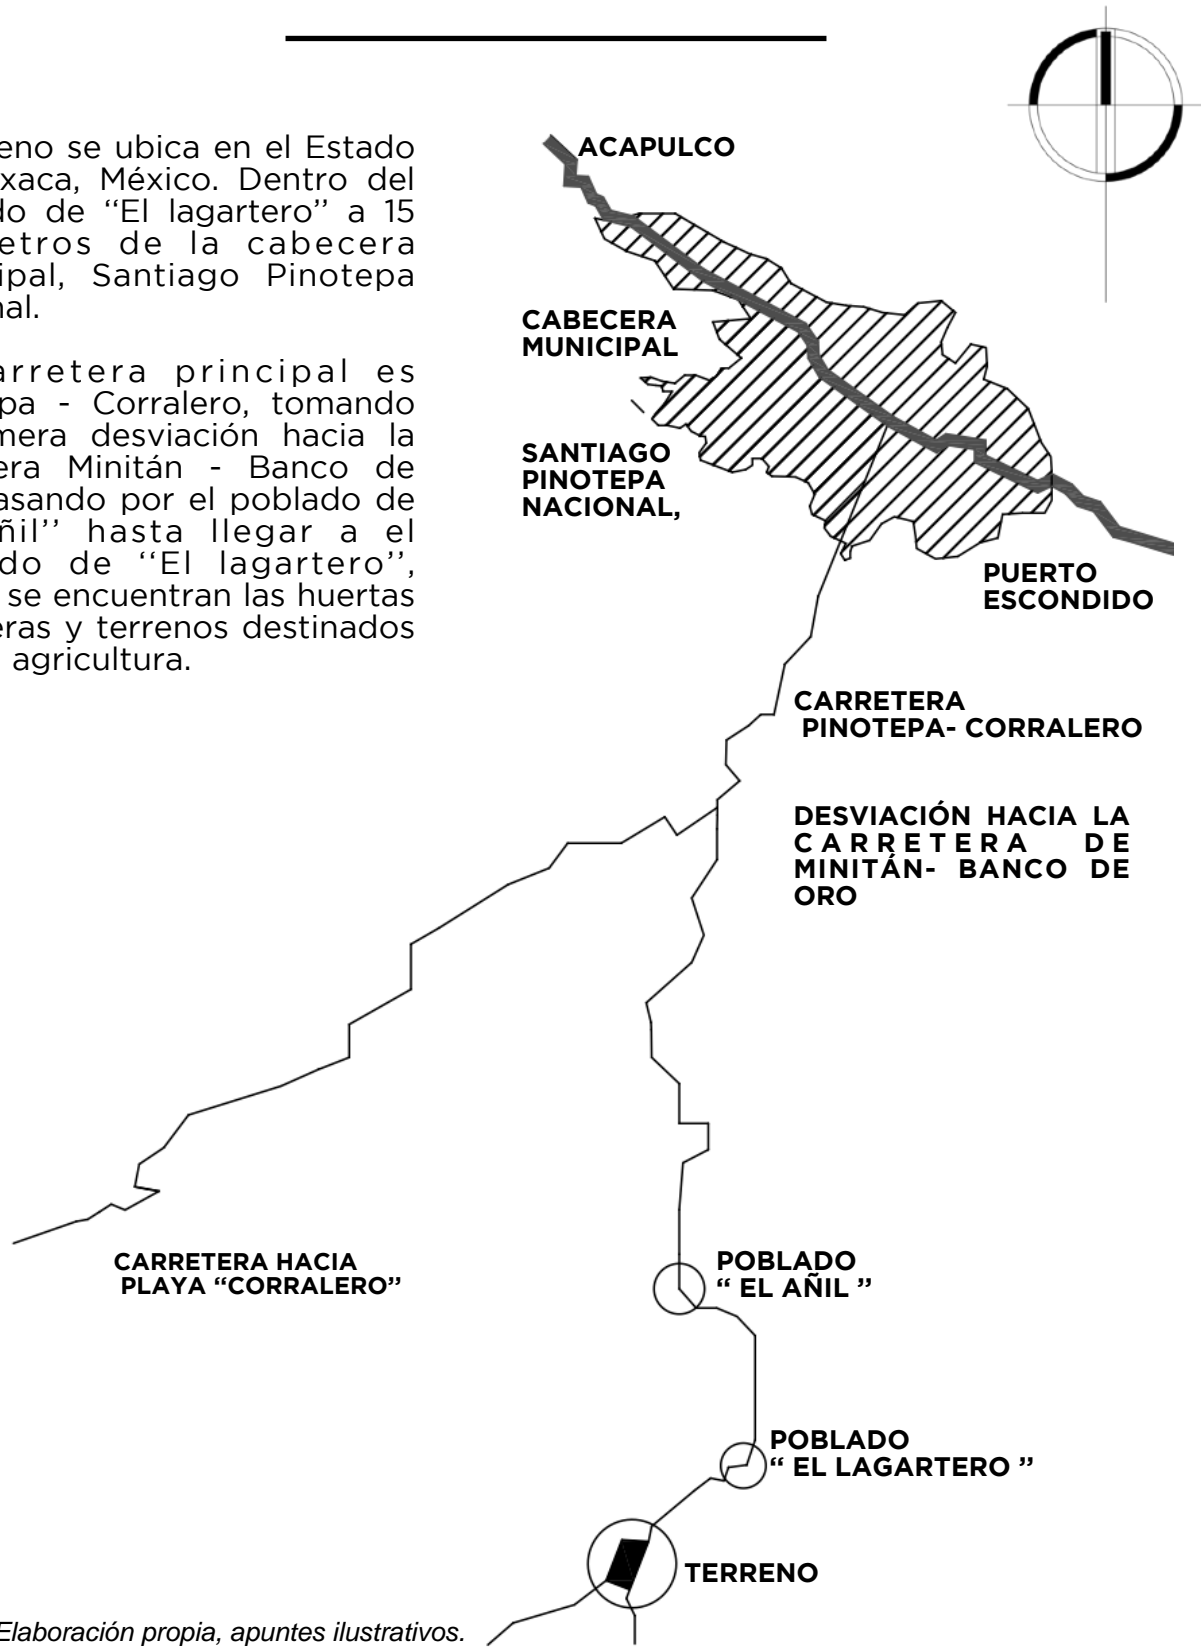 eno se ubica en el Estado
xaca, México. Dentro del
do de “El lagartero” a 15
etros de la cabecera
ipal, Santiago Pinotepa
nal.
arretera principal es
pa - Corralero, tomando
mera desviación hacia la
era Minitán - Banco de
asando por el poblado de
ñil’’ hasta llegar a el
do de “El lagartero’’,
se encuentran las huertas
eras y terrenos destinados
agricultura.
ACAPULCO
CABECERA
MUNICIPAL
SANTIAGO
PINOTEPA
NACIONAL,
PUERTO
ESCONDIDO
CARRETERA
PINOTEPA- CORRALERO
DESVIACIÓN HACIA LA
CARRETERA DE
MINITÁN- BANCO DE
ORO
CARRETERA HACIA
PLAYA “CORRALERO”
POBLADO
“ EL AÑIL ”
POBLADO
“ EL LAGARTERO ”
TERRENO
Elaboración propia, apuntes ilustrativos.